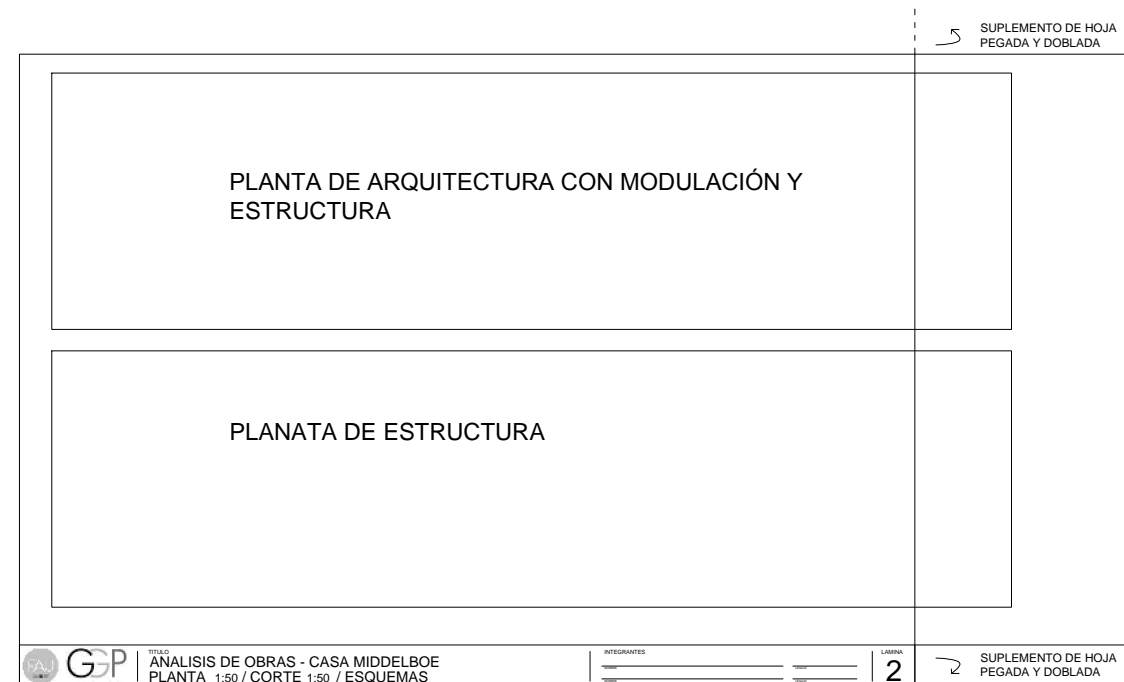 SUPLEMENTO DE HOJA
PEGADA Y DOBLADA
PLANTA DE ARQUITECTURA CON MODULACIÓN Y
ESTRUCTURA
PLANATA DE ESTRUCTURA
FAJ
GGP
TITULO
ANALISIS DE OBRAS - CASA MIDDELBOE
PLANTA 1:50 / CORTE 1:50 / ESQUEMAS
INTEGRANTES
LAMINA
2
SUPLEMENTO DE HOJA
PEGADA Y DOBLADA